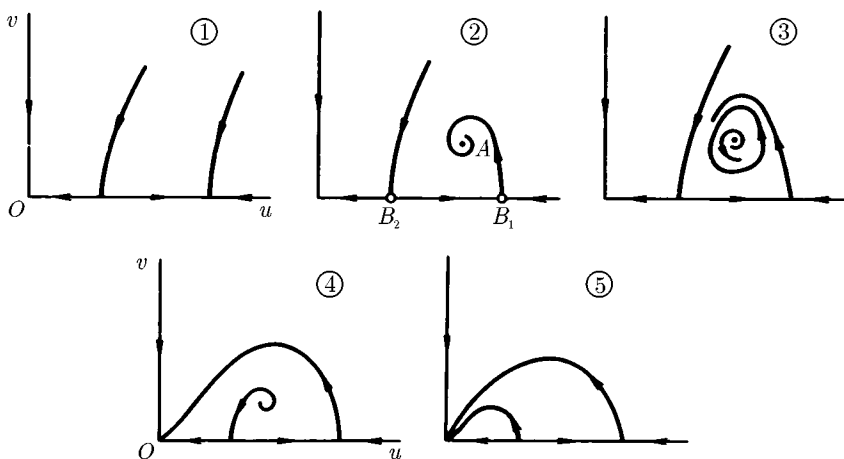 v ① ② ③
A
O u B₂ B₁
v ④ ⑤
O u